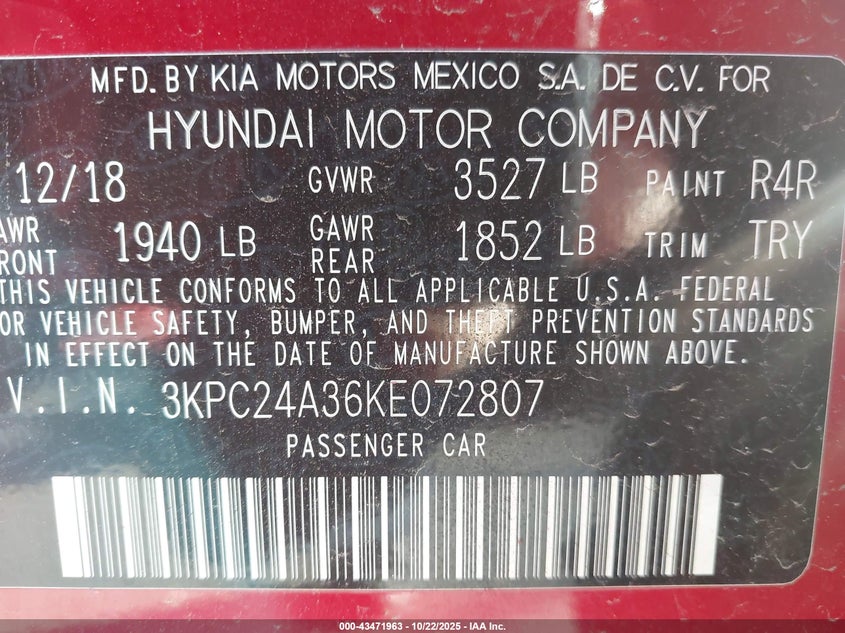 MFD. BY KIA MOTORS MEXICO S.A. DE C.V. FOR
HYUNDAI MOTOR COMPANY
12/18 GVWR 3527 LB PAINT R4R
AWR FRONT 1940 LB GAWR REAR 1852 LB TRIM TRY
THIS VEHICLE CONFORMS TO ALL APPLICABLE U.S.A. FEDERAL
OR VEHICLE SAFETY, BUMPER, AND THEFT PREVENTION STANDARDS
IN EFFECT ON THE DATE OF MANUFACTURE SHOWN ABOVE.
V.I.N. 3KPC24A36KE072807
PASSENGER CAR
000-43471963 - 10/22/2025 - IAA Inc.